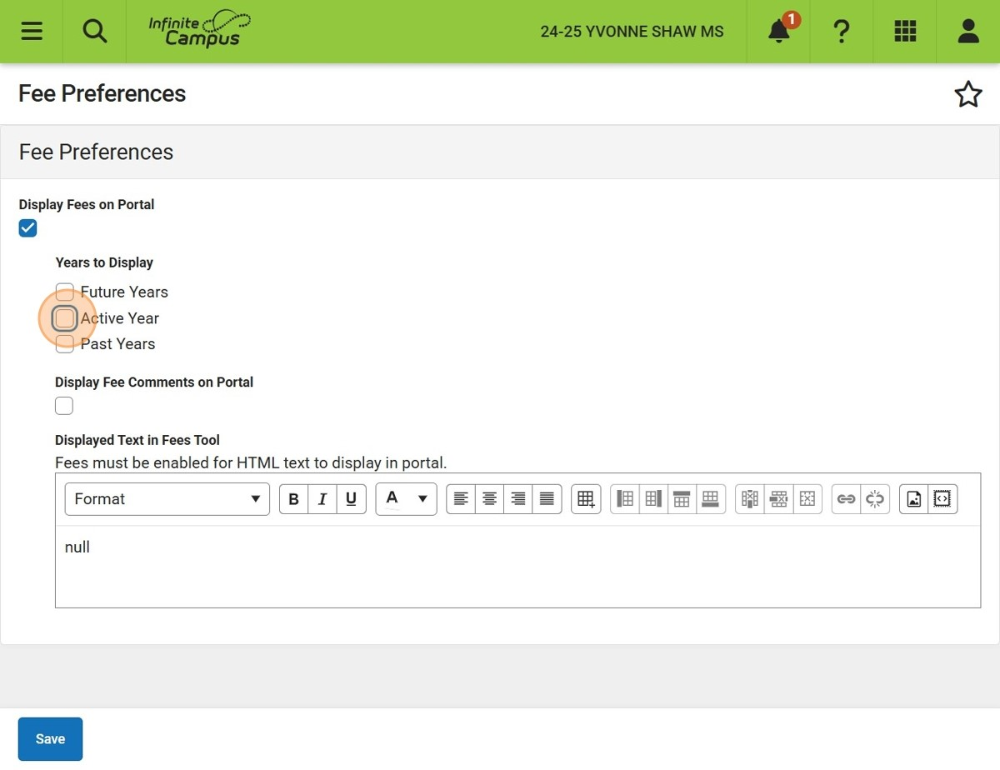 Infinite
Campus
24-25 YVONNE SHAW MS
1
Fee Preferences
Fee Preferences
Display Fees on Portal
Years to Display
Future Years
Active Year
Past Years
Display Fee Comments on Portal
Displayed Text in Fees Tool
Fees must be enabled for HTML text to display in portal.
Format B I U A
null
Save